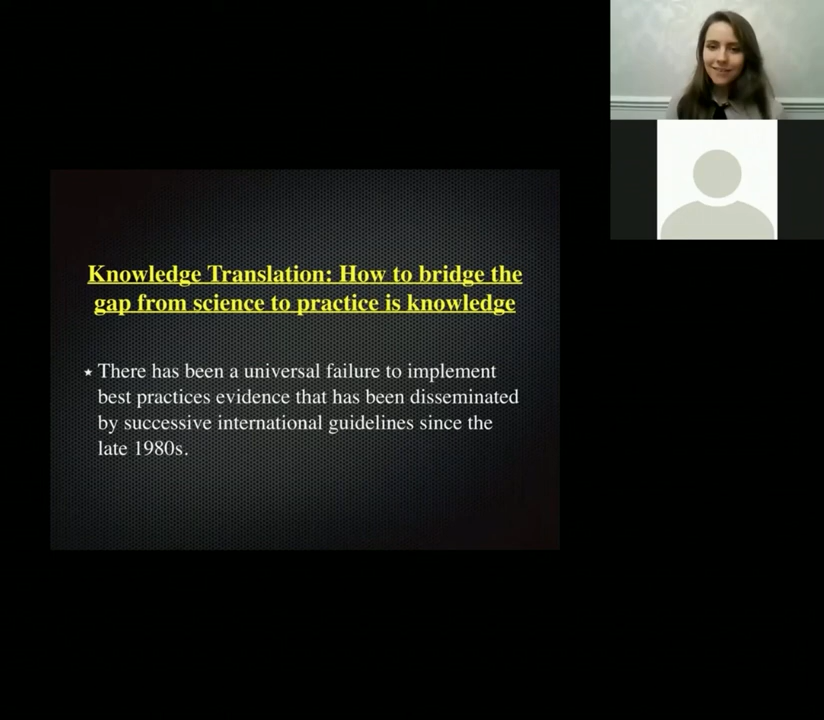 Knowledge Translation: How to bridge the
gap from science to practice is knowledge
There has been a universal failure to implement
best practices evidence that has been disseminated
by successive international guidelines since the
late 1980s.